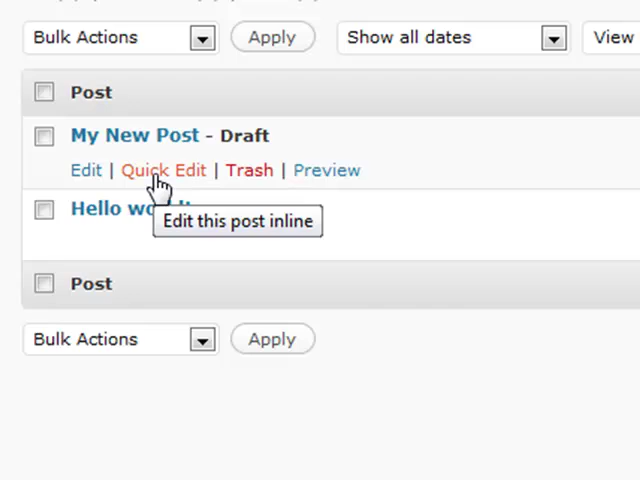 Bulk Actions Apply Show all dates View
Post
My New Post - Draft
Edit | Quick Edit | Trash | Preview
Hello
Edit this post inline
Post
Bulk Actions Apply